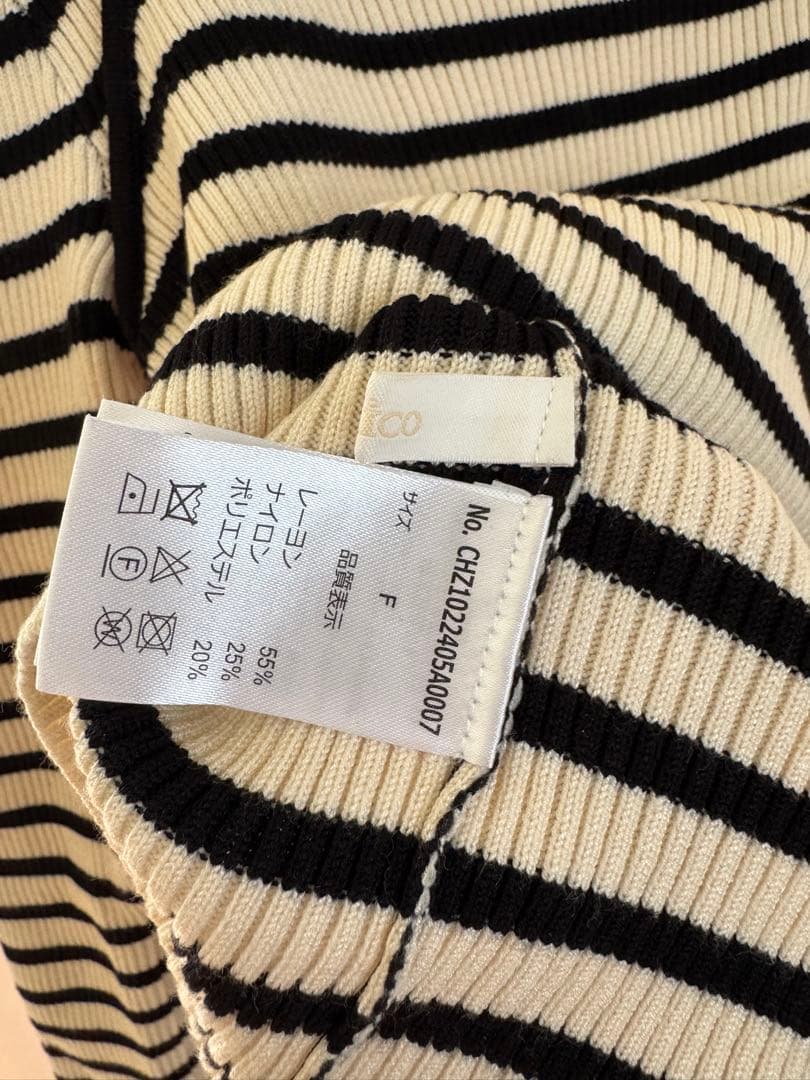 No. CHZ1022405A0007
サイズ F
品質表示
レーヨン 55%
ナイロン 25%
ポリエステル 20%
F